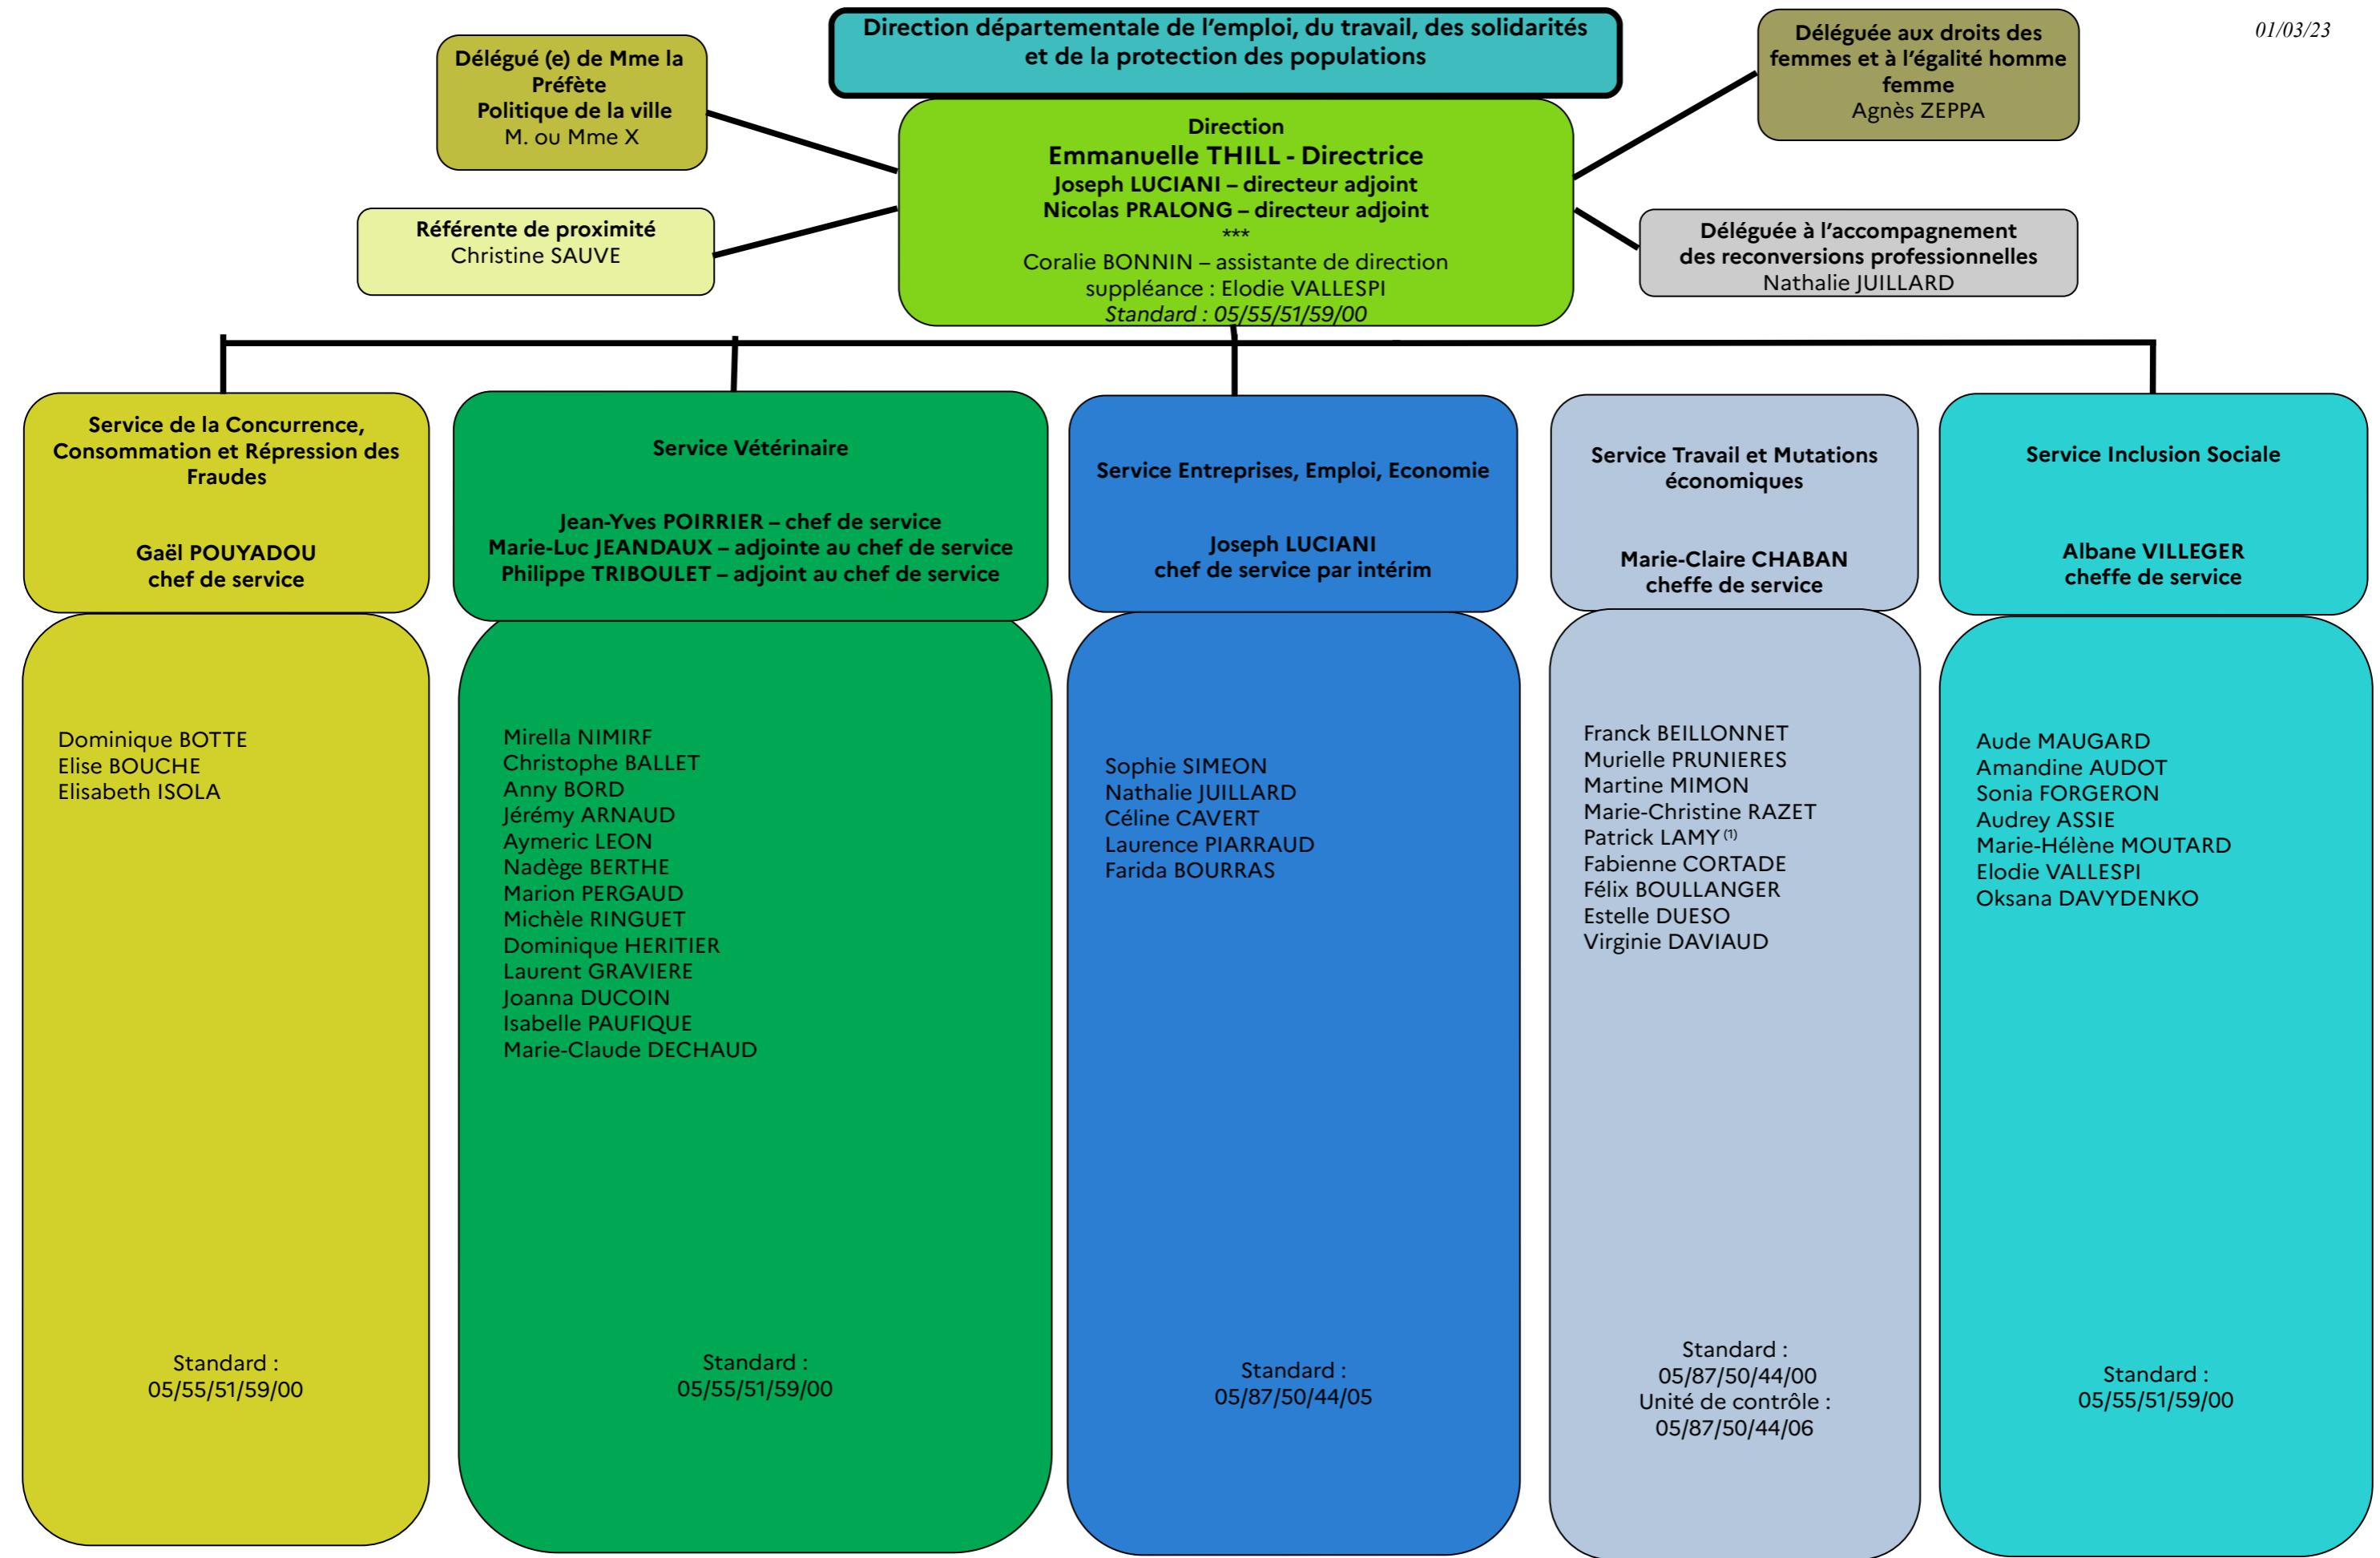 Direction départementale de l'emploi, du travail, des solidarités
et de la protection des populations
01/03/23
Délégué (e) de Mme la
Préfète
Politique de la ville
M. ou Mme X
Déléguée aux droits des
femmes et à l'égalité homme
femme
Agnès ZEPPA
Direction
Emmanuelle THILL - Directrice
Joseph LUCIANI – directeur adjoint
Nicolas PRALONG – directeur adjoint
***
Coralie BONNIN – assistante de direction
suppléance : Elodie VALLESPI
Standard : 05/55/51/59/00
Référente de proximité
Christine SAUVE
Déléguée à l'accompagnement
des reconversions professionnelles
Nathalie JUILLARD
Service de la Concurrence,
Consommation et Répression des
Fraudes
Gaël POUYADOU
chef de service
Dominique BOTTE
Elise BOUCHE
Elisabeth ISOLA
Standard :
05/55/51/59/00
Service Vétérinaire
Jean-Yves POIRRIER – chef de service
Marie-Luc JEANDAUX – adjointe au chef de service
Philippe TRIBOULET – adjoint au chef de service
Mirella NIMIRF
Christophe BALLET
Anny BORD
Jérémy ARNAUD
Aymeric LEON
Nadège BERTHE
Marion PERGAUD
Michèle RINGUET
Dominique HERITIER
Laurent GRAVIERE
Joanna DUCOIN
Isabelle PAUFIQUE
Marie-Claude DECHAUD
Standard :
05/55/51/59/00
Service Entreprises, Emploi, Economie
Joseph LUCIANI
chef de service par intérim
Sophie SIMEON
Nathalie JUILLARD
Céline CAVERT
Laurence PIARRAUD
Farida BOURRAS
Standard :
05/87/50/44/05
Service Travail et Mutations
économiques
Marie-Claire CHABAN
cheffe de service
Franck BEILLONNET
Murielle PRUNIERES
Martine MIMON
Marie-Christine RAZET
Patrick LAMY (1)
Fabienne CORTADE
Félix BOULLANGER
Estelle DUESO
Virginie DAVIAUD
Standard :
05/87/50/44/00
Unité de contrôle :
05/87/50/44/06
Service Inclusion Sociale
Albane VILLEGER
cheffe de service
Aude MAUGARD
Amandine AUDOT
Sonia FORGERON
Audrey ASSIE
Marie-Hélène MOUTARD
Elodie VALLESPI
Oksana DAVYDENKO
Standard :
05/55/51/59/00